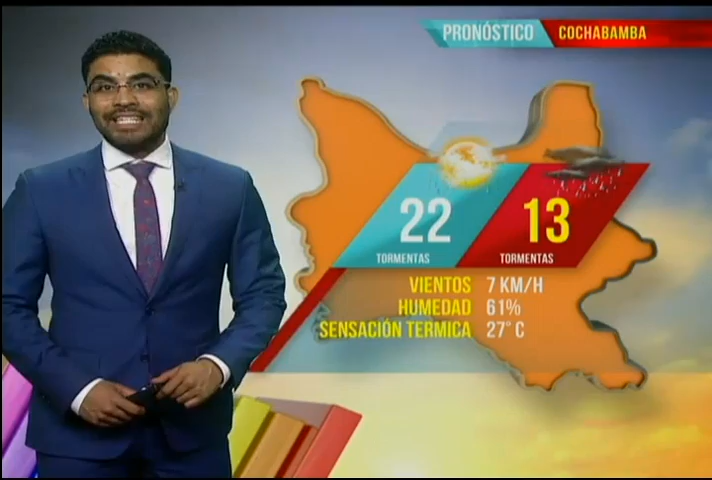 PRONÓSTICO COCHABAMBA
22 13
TORMENTAS TORMENTAS
VIENTOS 7 KM/H
HUMEDAD 61%
SENSACIÓN TERMICA 27° C